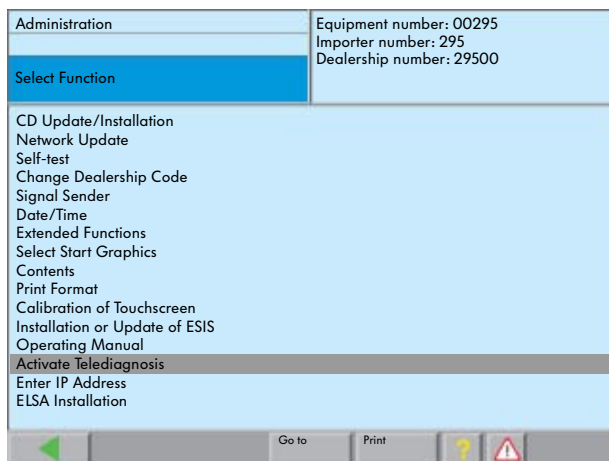 Administration
Select Function
Equipment number: 00295
Importer number: 295
Dealership number: 29500
CD Update/Installation
Network Update
Self-test
Change Dealership Code
Signal Sender
Date/Time
Extended Functions
Select Start Graphics
Contents
Print Format
Calibration of Touchscreen
Installation or Update of ESIS
Operating Manual
Activate Telediagnosis
Enter IP Address
ELSA Installation
Go to
Print
?